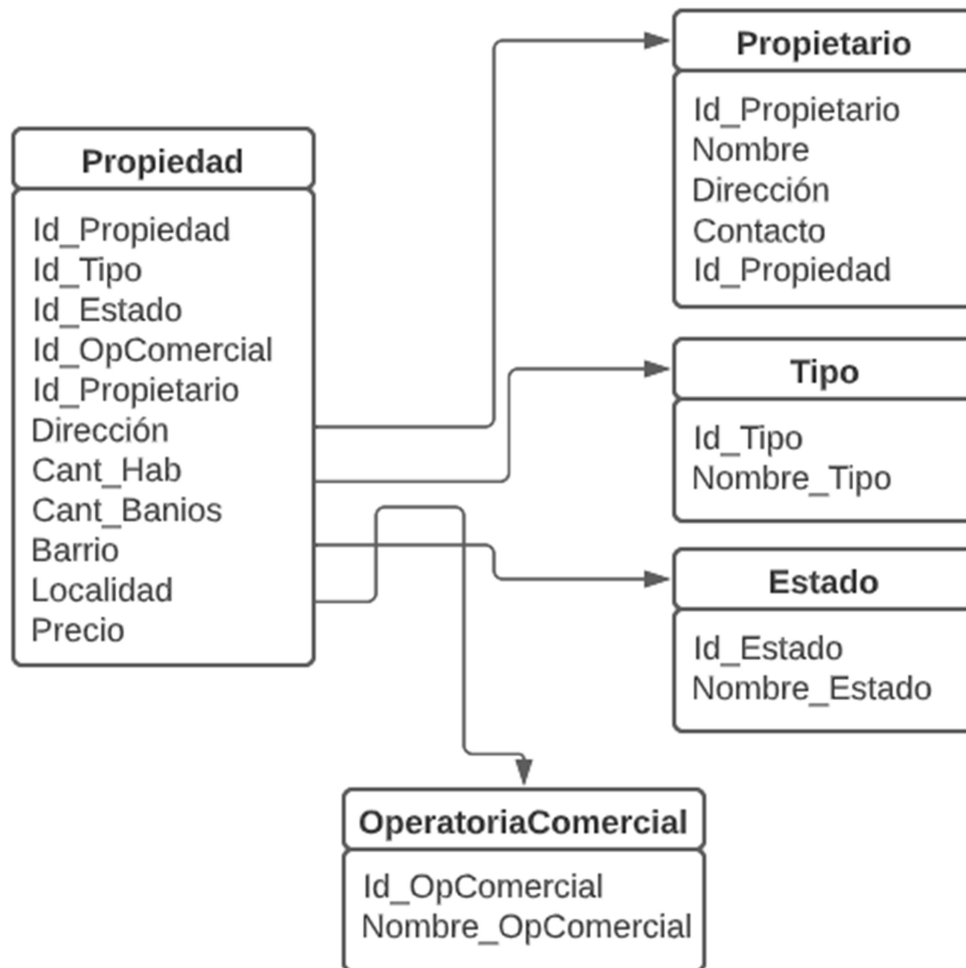 Propiedad
Id_Propiedad
Id_Tipo
Id_Estado
Id_OpComercial
Id_Propietario
Dirección
Cant_Hab
Cant_Banios
Barrio
Localidad
Precio
Propietario
Id_Propietario
Nombre
Dirección
Contacto
Id_Propiedad
Tipo
Id_Tipo
Nombre_Tipo
Estado
Id_Estado
Nombre_Estado
OperatoriaComercial
Id_OpComercial
Nombre_OpComercial